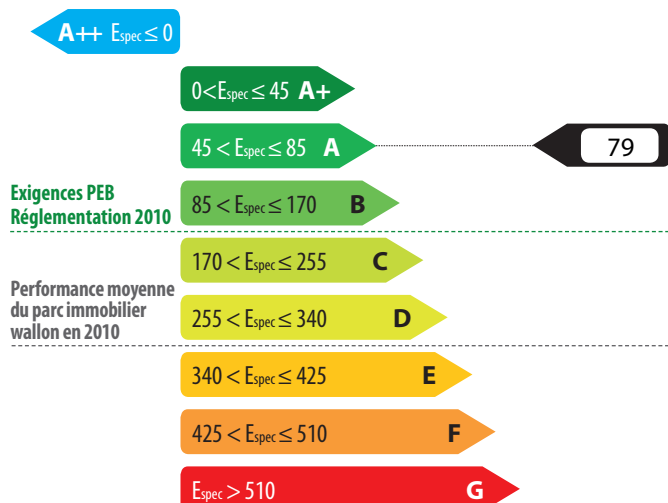 A++ Espec ≤ 0
0<Espec ≤ 45 A+
45 < Espec ≤ 85 A
79
Exigences PEB
Réglementation 2010
85 < Espec ≤ 170 B
170 < Espec ≤ 255 C
Performance moyenne
du parc immobilier
wallon en 2010
255 < Espec ≤ 340 D
340 < Espec ≤ 425 E
425 < Espec ≤ 510 F
Espec > 510 G